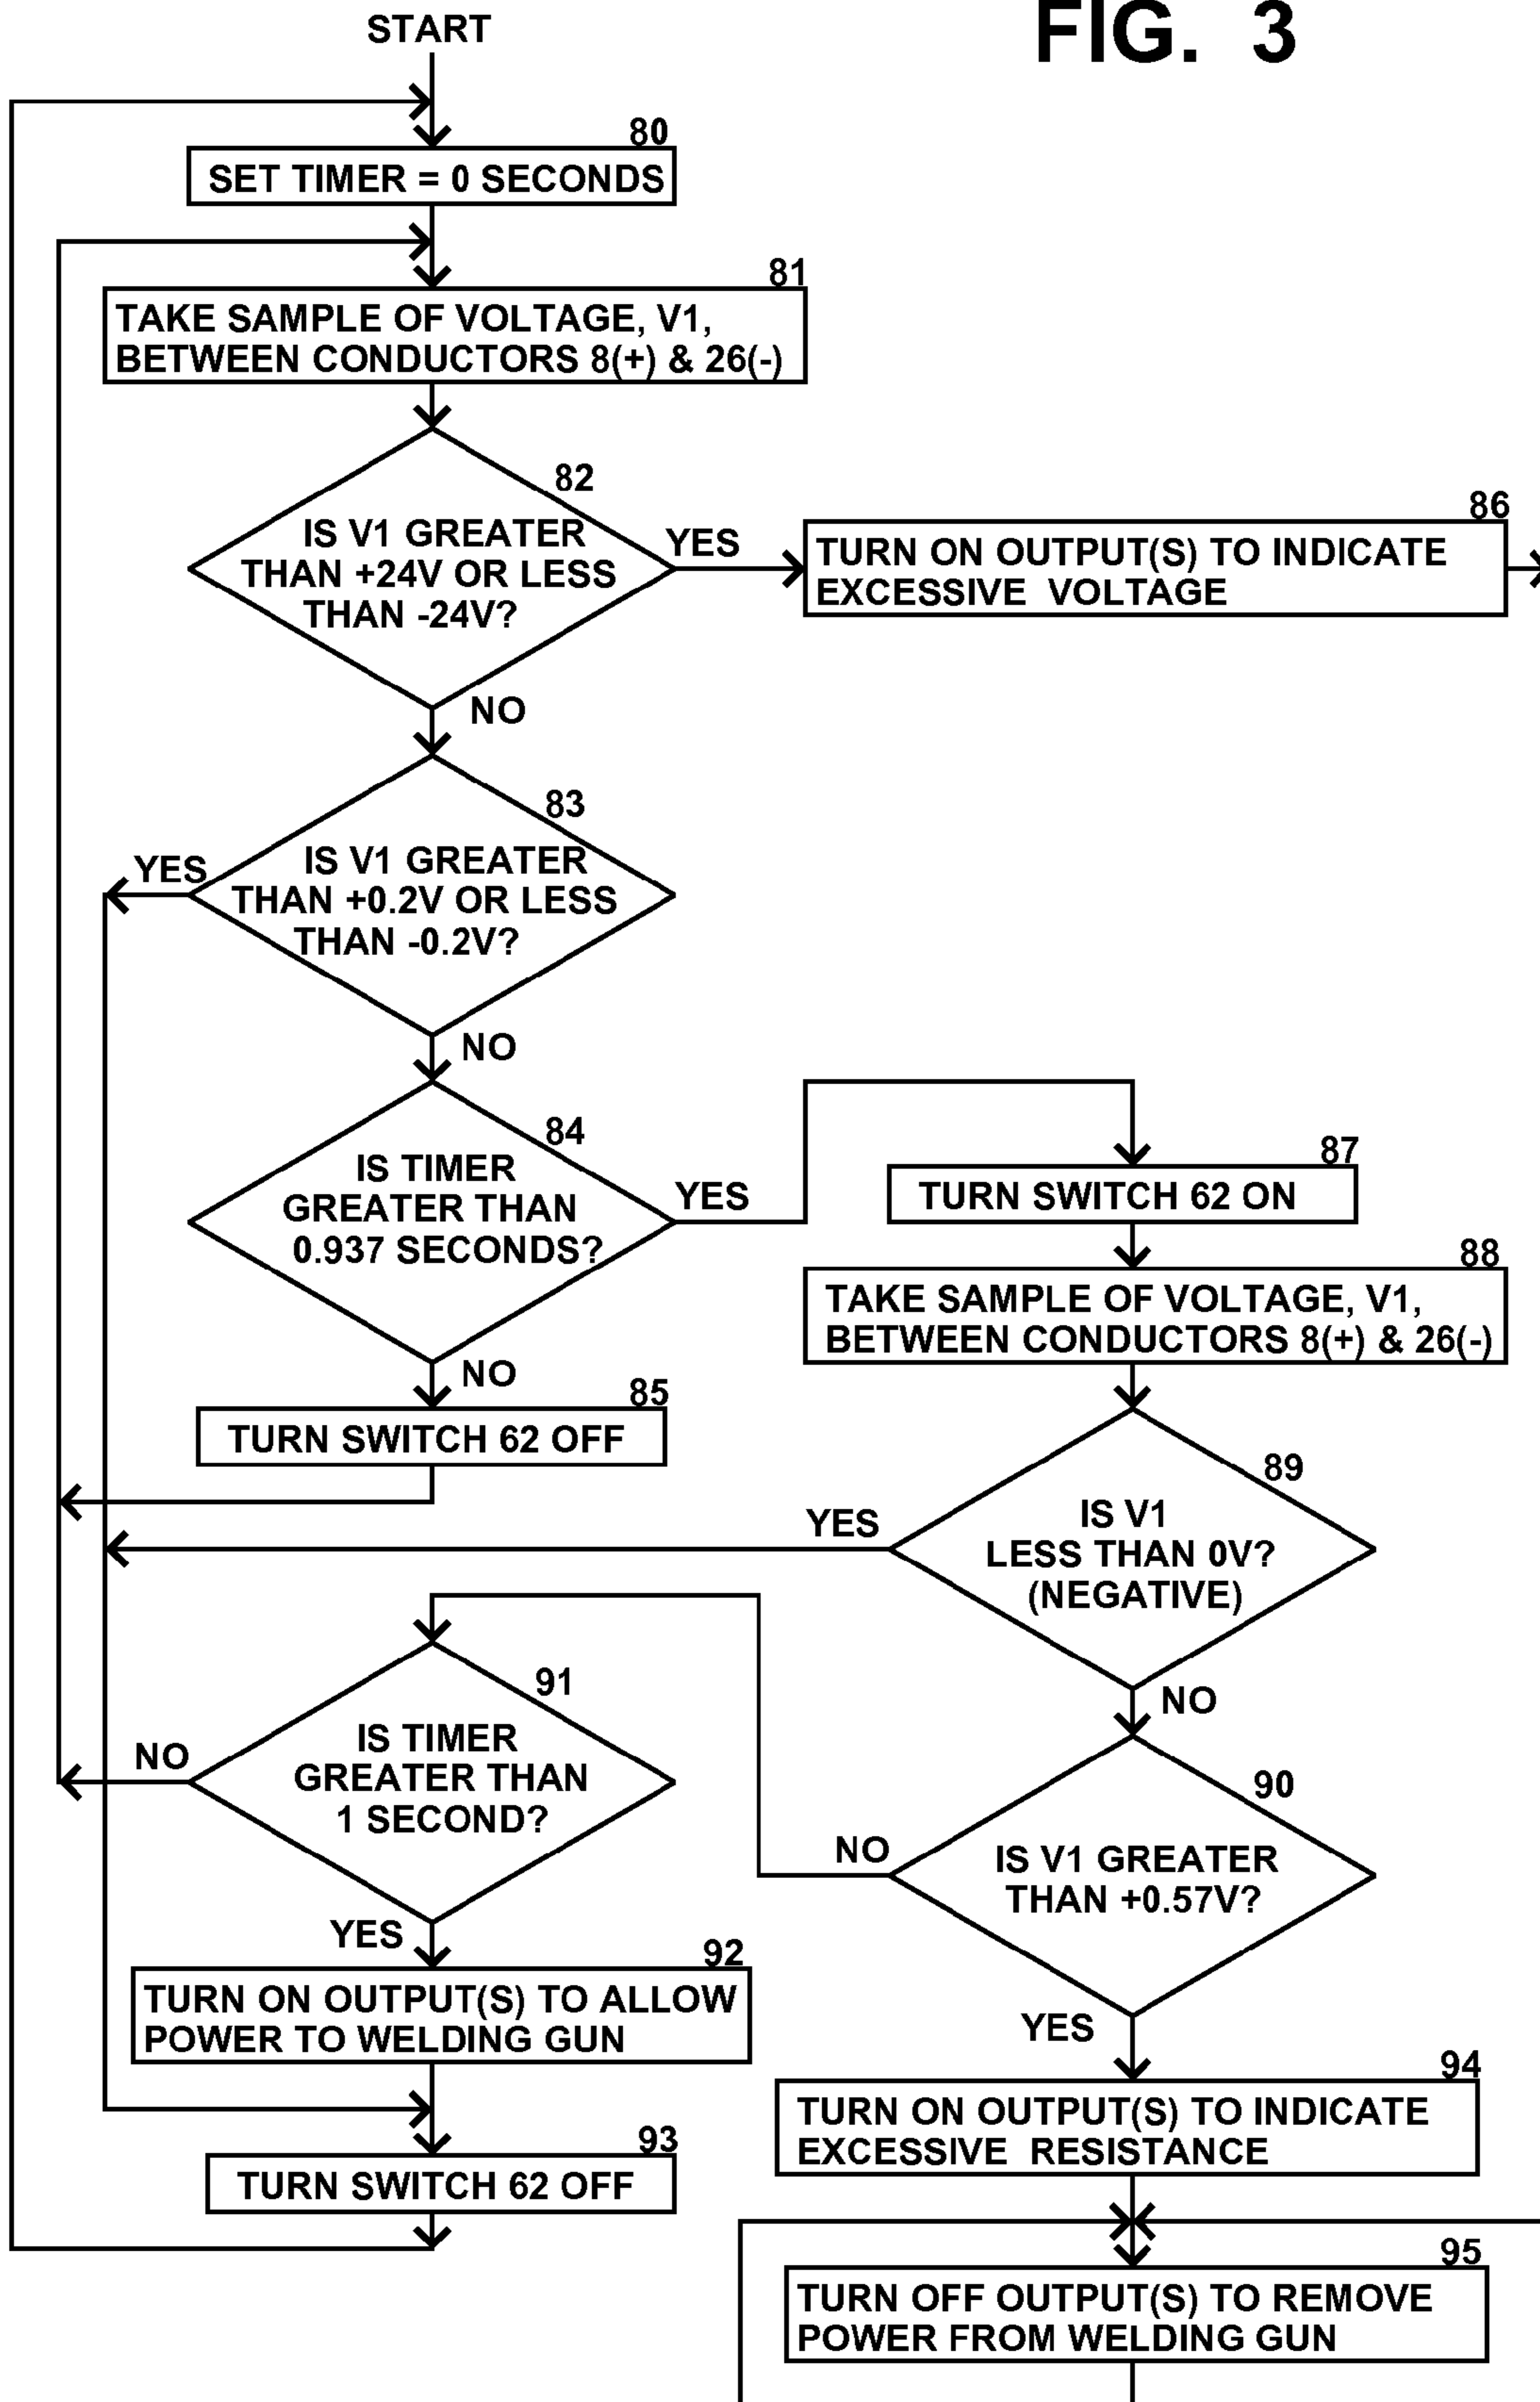 FIG. 3
START
80
SET TIMER = 0 SECONDS
81
TAKE SAMPLE OF VOLTAGE, V1,
BETWEEN CONDUCTORS 8(+) & 26(-)
82
IS V1 GREATER
THAN +24V OR LESS
THAN -24V?
YES
NO
86
TURN ON OUTPUT(S) TO INDICATE
EXCESSIVE VOLTAGE
83
IS V1 GREATER
THAN +0.2V OR LESS
THAN -0.2V?
YES
NO
84
IS TIMER
GREATER THAN
0.937 SECONDS?
YES
NO
85
TURN SWITCH 62 OFF
87
TURN SWITCH 62 ON
88
TAKE SAMPLE OF VOLTAGE, V1,
BETWEEN CONDUCTORS 8(+) & 26(-)
89
IS V1
LESS THAN 0V?
(NEGATIVE)
YES
NO
90
IS V1 GREATER
THAN +0.57V?
NO
YES
91
IS TIMER
GREATER THAN
1 SECOND?
NO
YES
92
TURN ON OUTPUT(S) TO ALLOW
POWER TO WELDING GUN
93
TURN SWITCH 62 OFF
94
TURN ON OUTPUT(S) TO INDICATE
EXCESSIVE RESISTANCE
95
TURN OFF OUTPUT(S) TO REMOVE
POWER FROM WELDING GUN